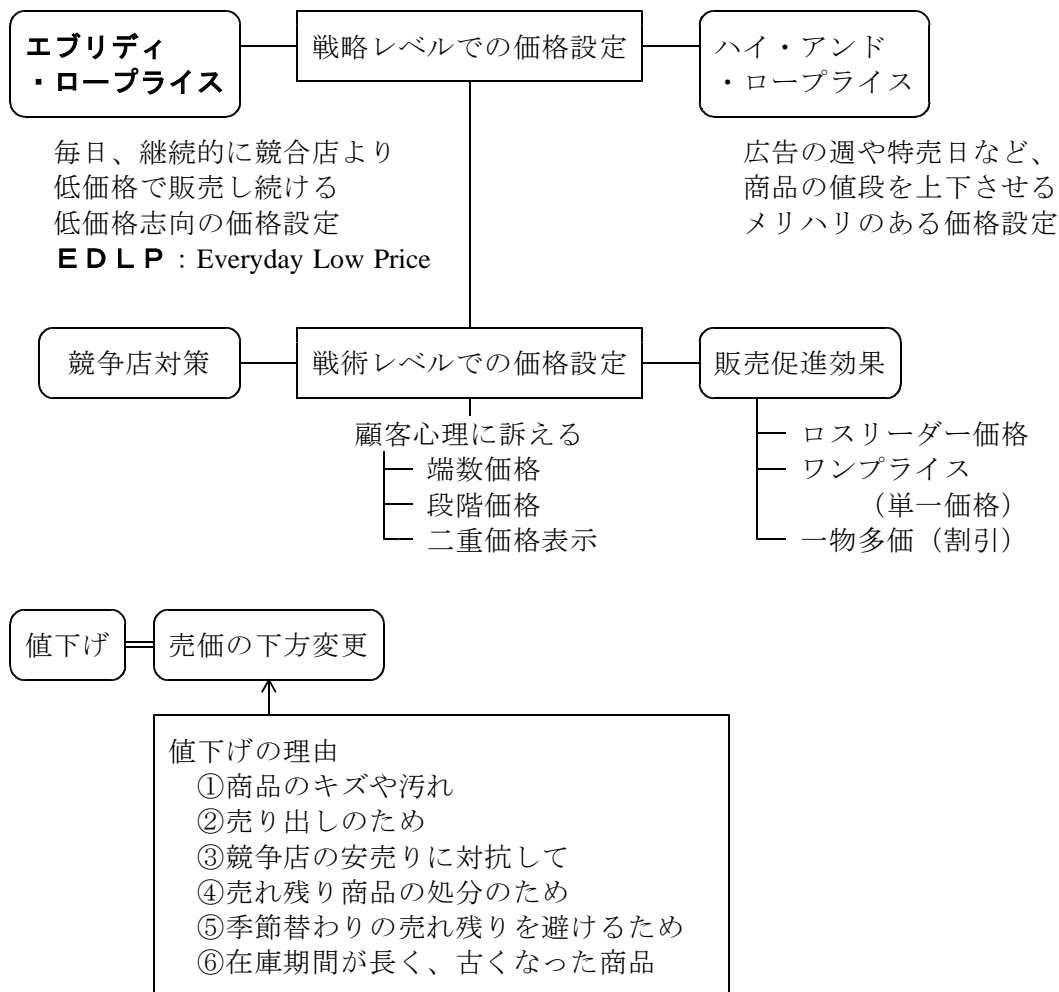 エブリディ
・ロープライス
戦略レベルでの価格設定
ハイ・アンド
・ロープライス
毎日、継続的に競合店より
低価格で販売し続ける
低価格志向の価格設定
ＥＤＬＰ：Everyday Low Price
広告の週や特売日など、
商品の値段を上下させる
メリハリのある価格設定
競争店対策
戦術レベルでの価格設定
販売促進効果
顧客心理に訴える
端数価格
段階価格
二重価格表示
ロスリーダー価格
ワンプライス
（単一価格）
一物多価（割引）
値下げ
売価の下方変更
値下げの理由
①商品のキズや汚れ
②売り出しのため
③競争店の安売りに対抗して
④売れ残り商品の処分のため
⑤季節替わりの売れ残りを避けるため
⑥在庫期間が長く、古くなった商品